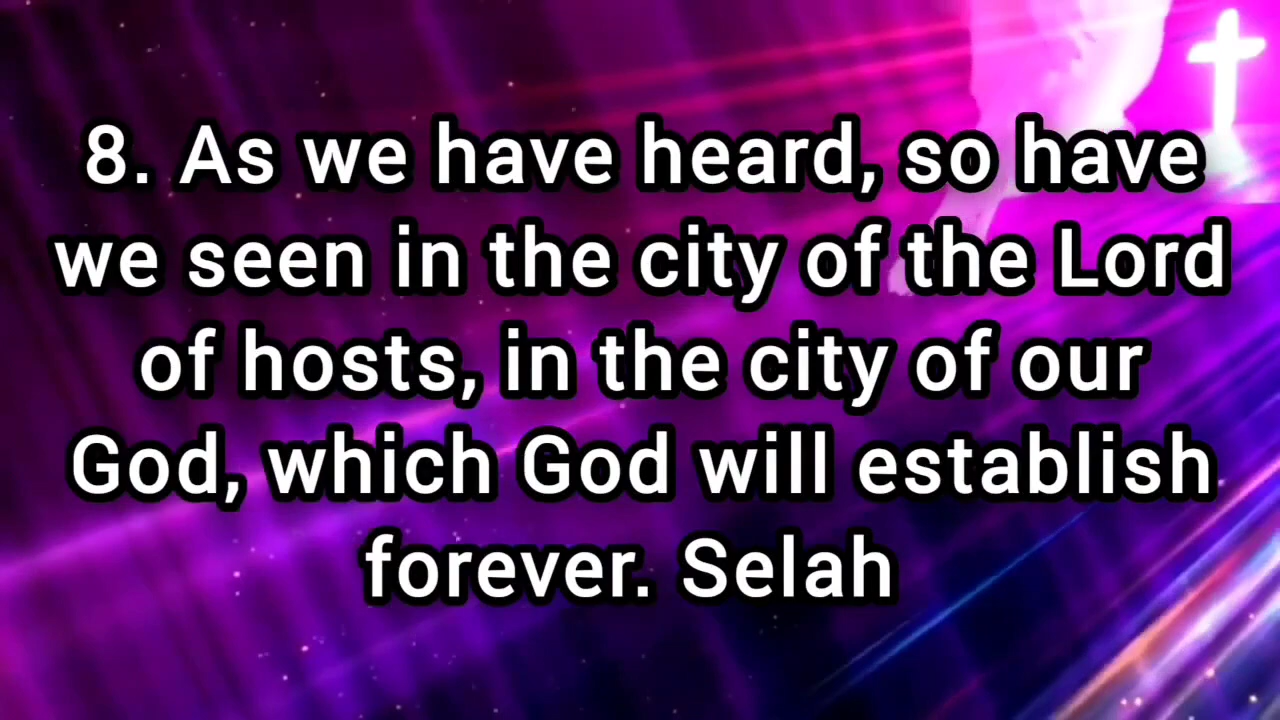 8. As we have heard, so have
we seen in the city of the Lord
of hosts, in the city of our
God, which God will establish
forever. Selah